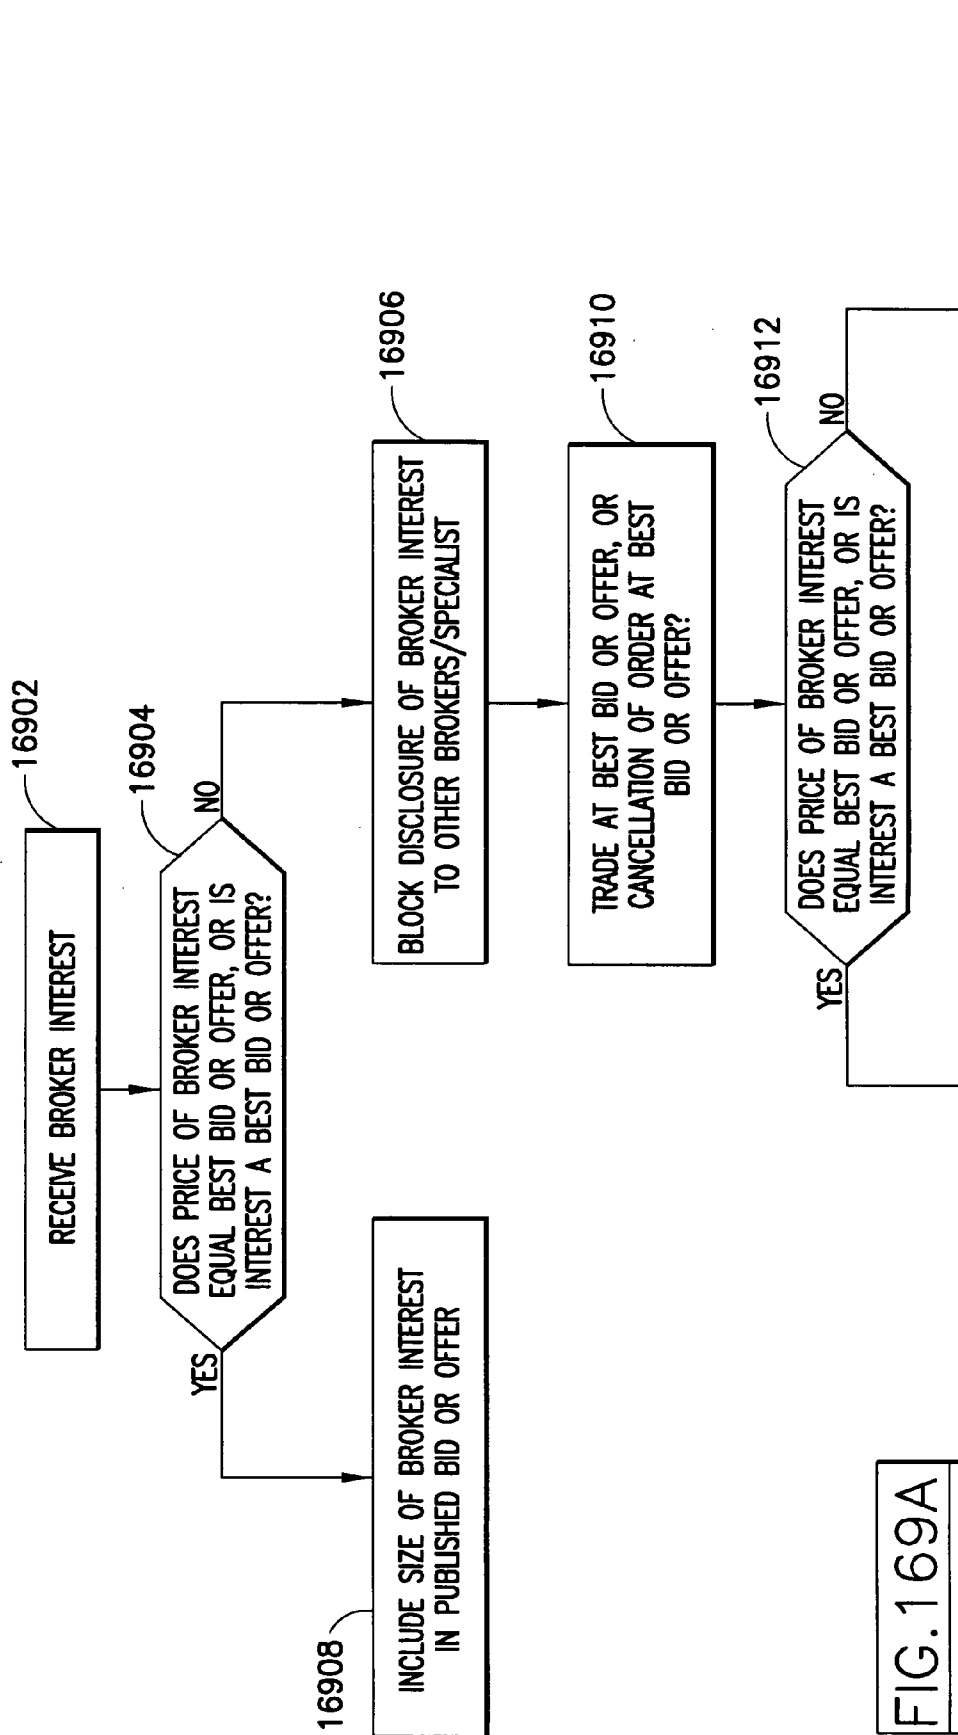 16902
RECEIVE BROKER INTEREST
16904
DOES PRICE OF BROKER INTEREST
EQUAL BEST BID OR OFFER, OR IS
INTEREST A BEST BID OR OFFER?
YES
NO
16908
INCLUDE SIZE OF BROKER INTEREST
IN PUBLISHED BID OR OFFER
16906
BLOCK DISCLOSURE OF BROKER INTEREST
TO OTHER BROKERS/SPECIALIST
16910
TRADE AT BEST BID OR OFFER, OR
CANCELLATION OF ORDER AT BEST
BID OR OFFER?
16912
DOES PRICE OF BROKER INTEREST
EQUAL BEST BID OR OFFER, OR IS
INTEREST A BEST BID OR OFFER?
YES
NO
FIG.169A